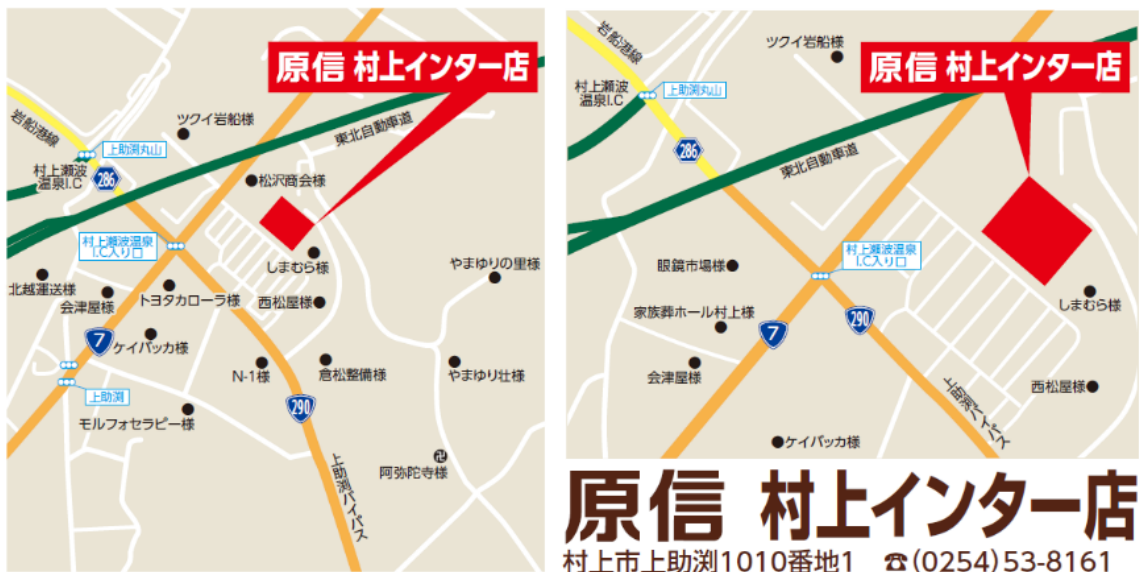 原信 村上インター店
ツクイ岩船様
岩船港線
東北自動車道
上助渕丸山
村上瀬波
温泉I.C
286
松沢商会様
村上瀬波温泉
I.C入り口
しまむら様
やまゆりの里様
北越運送様
会津屋様
トヨタカローラ様
西松屋様
7
ケイパッカ様
N-1様
倉松整備様
やまゆり壮様
上助渕
290
モルフォセラピー様
上助渕バイパス
阿弥陀寺様
原信 村上インター店
ツクイ岩船様
岩船港線
村上瀬波
温泉I.C
上助渕丸山
286
東北自動車道
村上瀬波温泉
I.C入り口
眼鏡市場様
しまむら様
家族葬ホール村上様
7
290
会津屋様
上助渕バイパス
西松屋様
ケイパッカ様
原信 村上インター店
村上市上助渕1010番地1 ☎(0254)53-8161